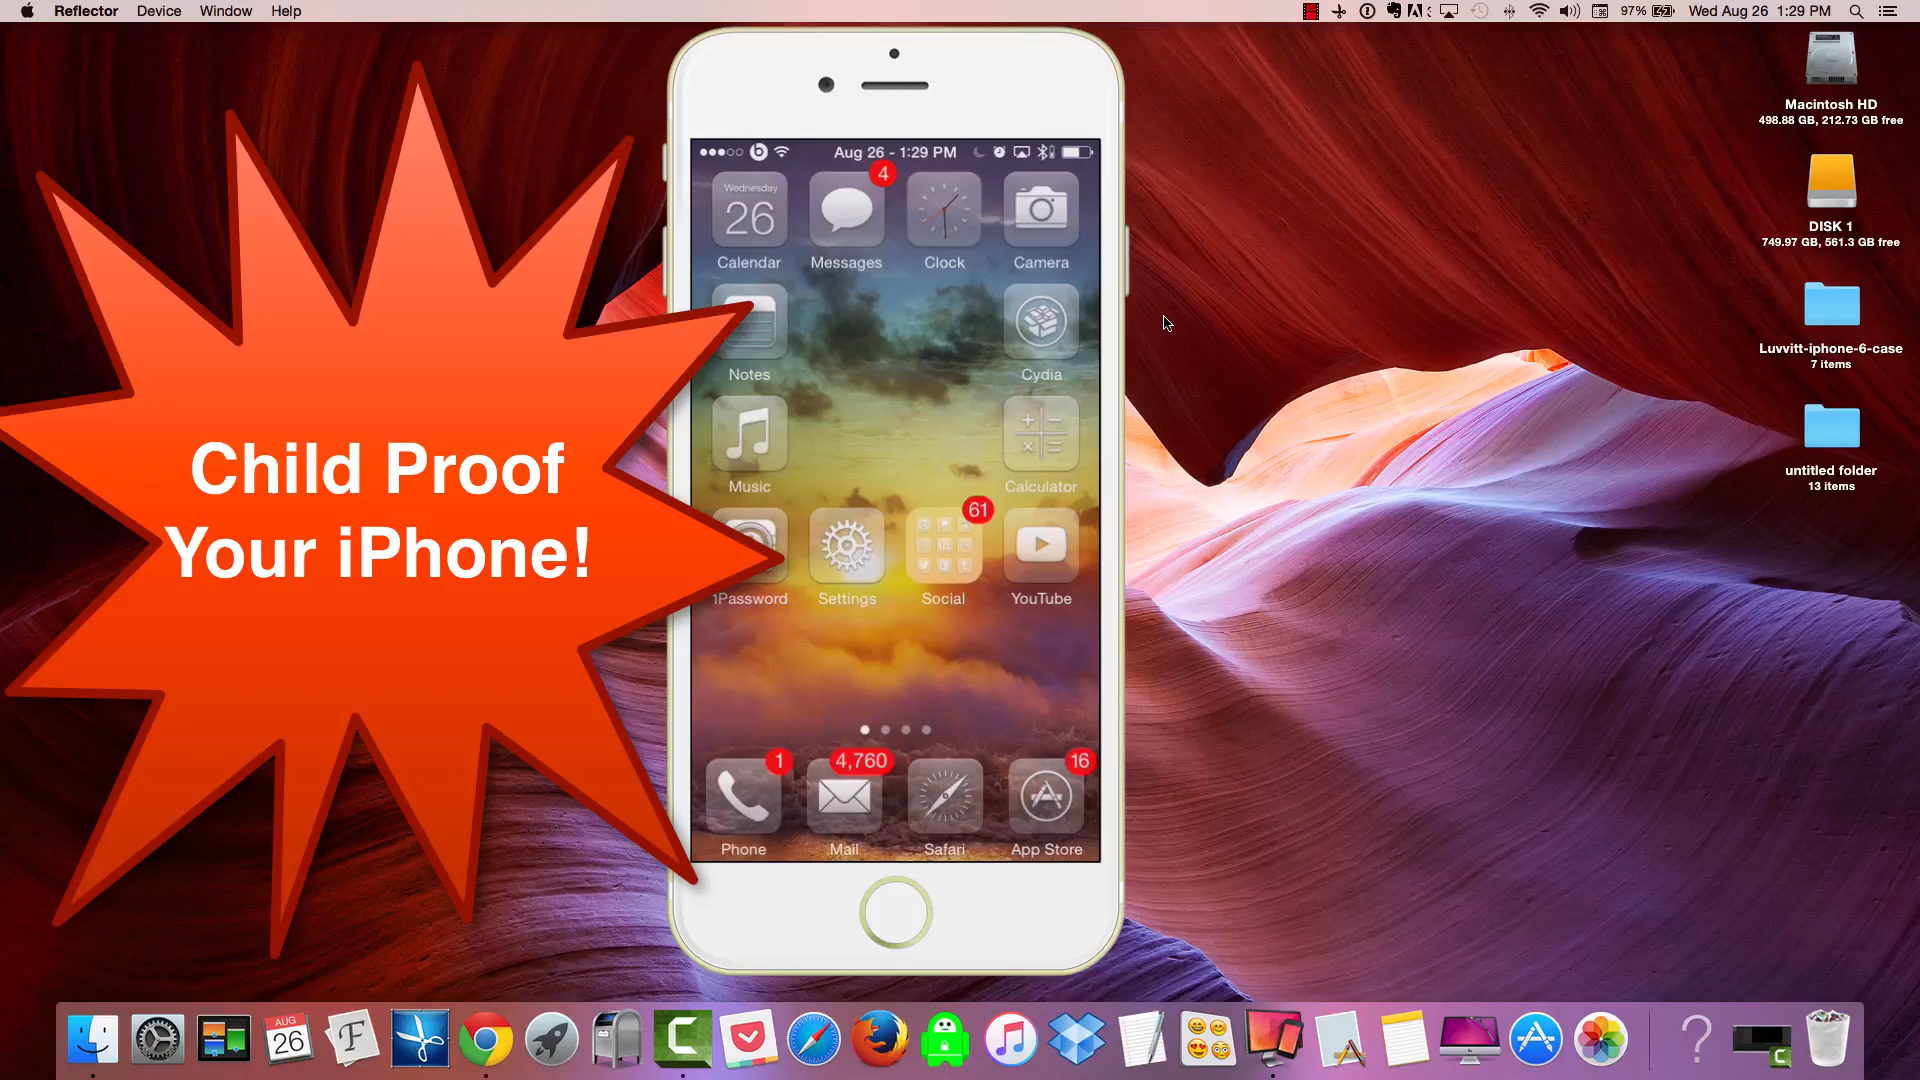 Reflector Device Window Help
97% Wed Aug 26 1:29 PM
Macintosh HD
498.88 GB, 212.73 GB free
DISK 1
749.97 GB, 561.3 GB free
Luvvitt-iphone-6-case
7 items
untitled folder
13 items
Child Proof
Your iPhone!
Aug 26 - 1:29 PM
Wednesday
26
4
Calendar Messages Clock Camera
Notes Cydia
Music Calculator
61
1Password Settings Social YouTube
1 4,760 16
Phone Mail Safari App Store
AUG
26